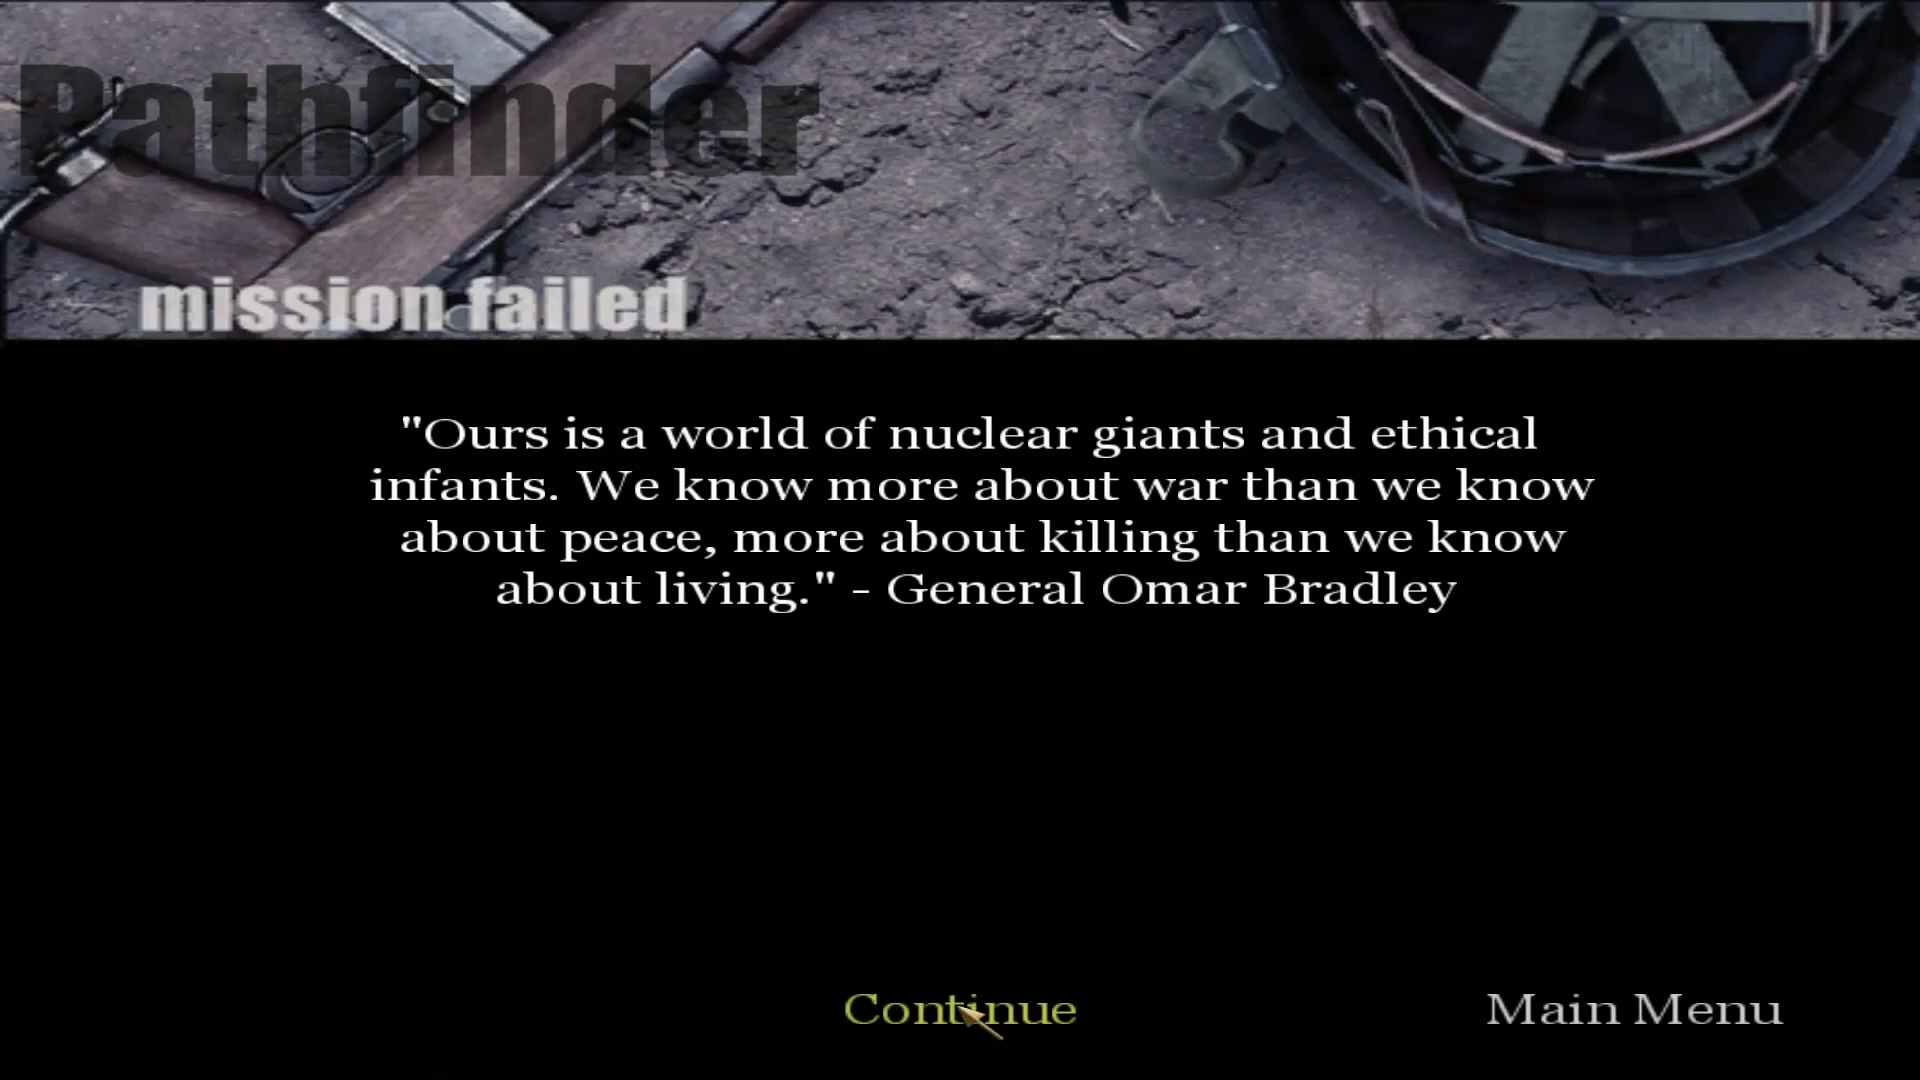 Pathfinder
mission failed
"Ours is a world of nuclear giants and ethical
infants. We know more about war than we know
about peace, more about killing than we know
about living." - General Omar Bradley
Continue
Main Menu